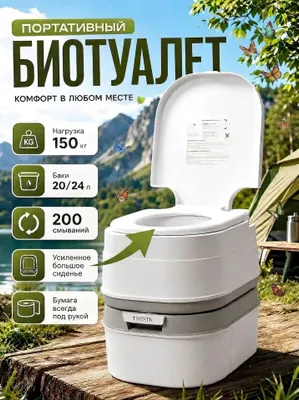 ПОРТАТИВНЫЙ
БИОТУАЛЕТ
КОМФОРТ В ЛЮБОМ МЕСТЕ
KG
Нагрузка
150 кг
Баки
20/24 л
200
смываний
Усиленное
большое
сиденье
Бумага
всегда
под рукой